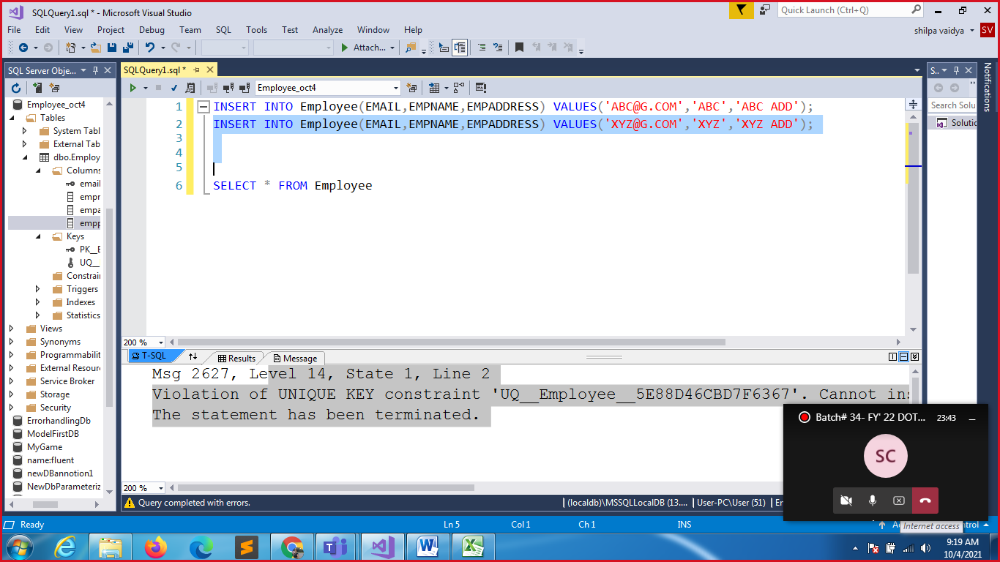 SQLQuery1.sql * - Microsoft Visual Studio
Quick Launch (Ctrl+Q)
File Edit View Project Debug Team SQL Tools Test Analyze Window Help
shilpa vaidya SV
Attach...
SQL Server Obje...
SQLQuery1.sql *
S..
Notifications
Employee_oct4
Search Solu
Solutic
Employee_oct4
Tables
System Tabl
External Tab
dbo.Employ
Columns
email
empr
empa
empp
Keys
PK__E
UQ__
Constrai
Triggers
Indexes
Statistics
Views
Synonyms
Programmabilit
External Resour
Service Broker
Storage
Security
ErrorhandlingDb
ModelFirstDB
MyGame
name:fluent
newDBannotion1
NewDbParameteriz
1 INSERT INTO Employee(EMAIL,EMPNAME,EMPADDRESS) VALUES('ABC@G.COM','ABC','ABC ADD');
2 INSERT INTO Employee(EMAIL,EMPNAME,EMPADDRESS) VALUES('XYZ@G.COM','XYZ','XYZ ADD');
3
4
5
6 SELECT * FROM Employee
200 %
T-SQL Results Message
Msg 2627, Level 14, State 1, Line 2
Violation of UNIQUE KEY constraint 'UQ__Employee__5E88D46CBD7F6367'. Cannot ins
The statement has been terminated.
200 %
Query completed with errors.
(localdb)\MSSQLLocalDB (13.... User-PC\User (51) En
Batch# 34- FY' 22 DOT... 23:43
SC
Ready Ln 5 Col 1 Ch 1 INS
Internet access
9:19 AM
10/4/2021